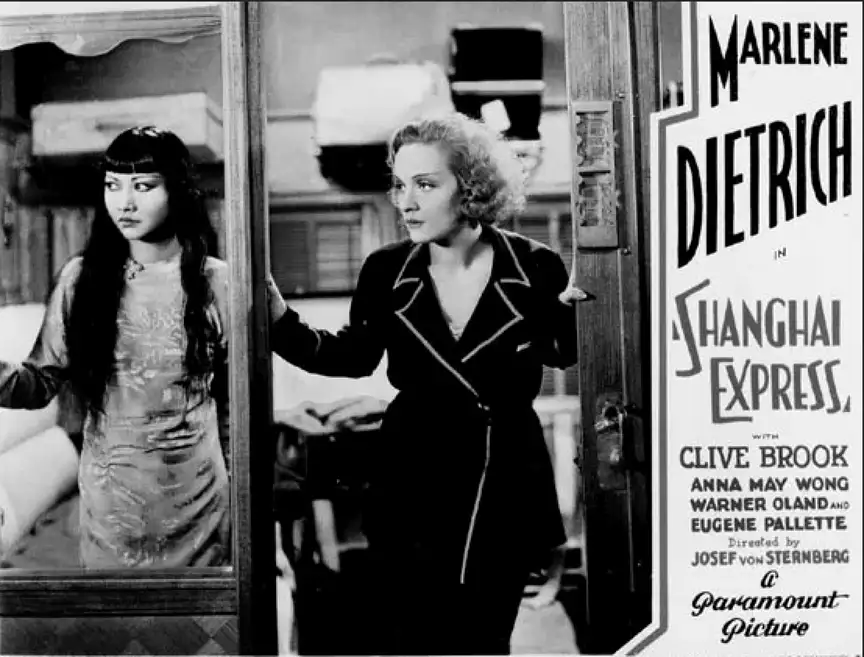 MARLENE
DIETRICH
IN
SHANGHAI
EXPRESS
WITH
CLIVE BROOK
ANNA MAY WONG
WARNER OLAND AND
EUGENE PALLETTE
Directed by
JOSEF VON STERNBERG
a
Paramount
Picture